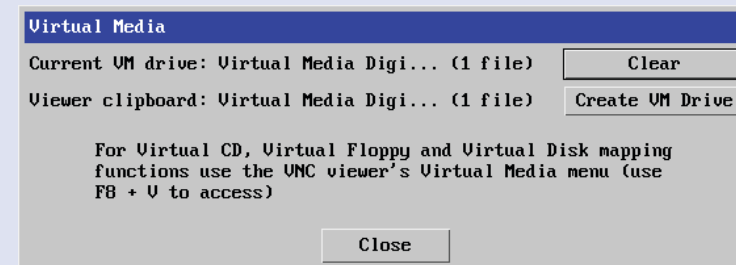 Virtual Media
Current VM drive: Virtual Media Digi... (1 file) Clear
Viewer clipboard: Virtual Media Digi... (1 file) Create VM Drive
For Virtual CD, Virtual Floppy and Virtual Disk mapping
functions use the VNC viewer's Virtual Media menu (use
F8 + V to access)
Close